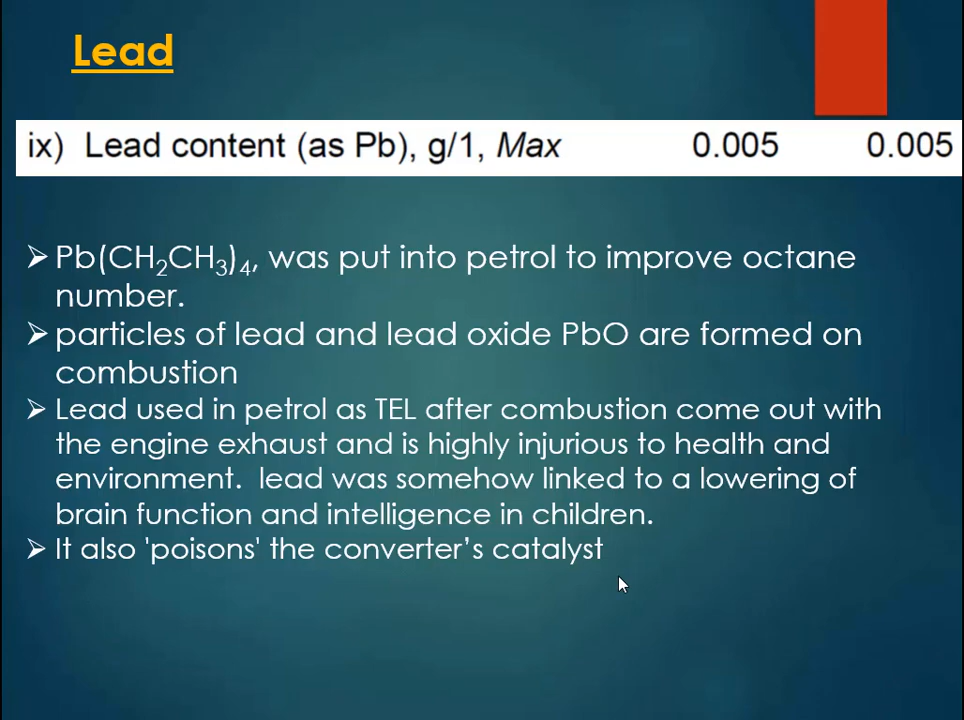 Lead
ix) Lead content (as Pb), g/1, Max 0.005 0.005
➢ Pb(CH₂CH₃)₄, was put into petrol to improve octane
number.
➢ particles of lead and lead oxide PbO are formed on
combustion
➢ Lead used in petrol as TEL after combustion come out with
the engine exhaust and is highly injurious to health and
environment.  lead was somehow linked to a lowering of
brain function and intelligence in children.
➢ It also 'poisons' the converter’s catalyst